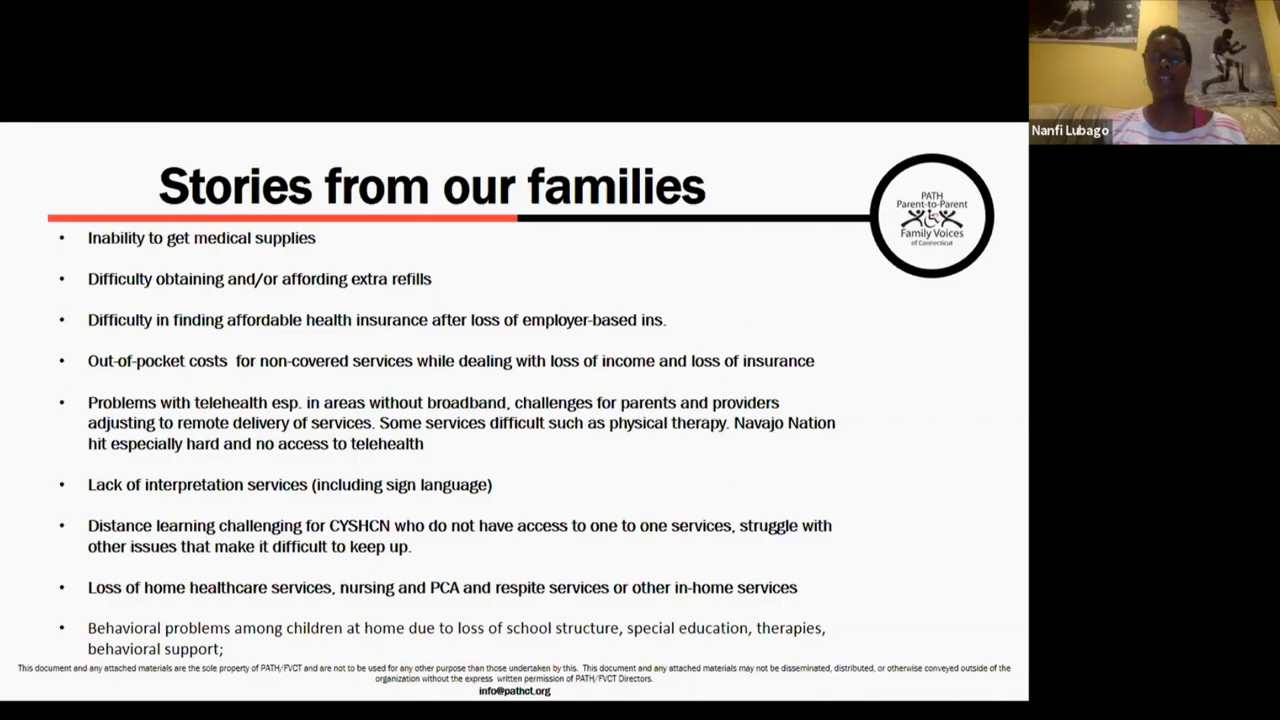 Nanfi Lubago
Stories from our families
PATH
Parent-to-Parent
Family Voices
of Connecticut
• Inability to get medical supplies
• Difficulty obtaining and/or affording extra refills
• Difficulty in finding affordable health insurance after loss of employer-based ins.
• Out-of-pocket costs for non-covered services while dealing with loss of income and loss of insurance
• Problems with telehealth esp. in areas without broadband, challenges for parents and providers
adjusting to remote delivery of services. Some services difficult such as physical therapy. Navajo Nation
hit especially hard and no access to telehealth
• Lack of interpretation services (including sign language)
• Distance learning challenging for CYSHCN who do not have access to one to one services, struggle with
other issues that make it difficult to keep up.
• Loss of home healthcare services, nursing and PCA and respite services or other in-home services
• Behavioral problems among children at home due to loss of school structure, special education, therapies,
behavioral support;
This document and any attached materials are the sole property of PATH/FVCT and are not to be used for any other purpose than those undertaken by this. This document and any attached materials may not be disseminated, distributed, or otherwise conveyed outside of the
organization without the express written permission of PATH/FVCT Directors.
info@pathct.org